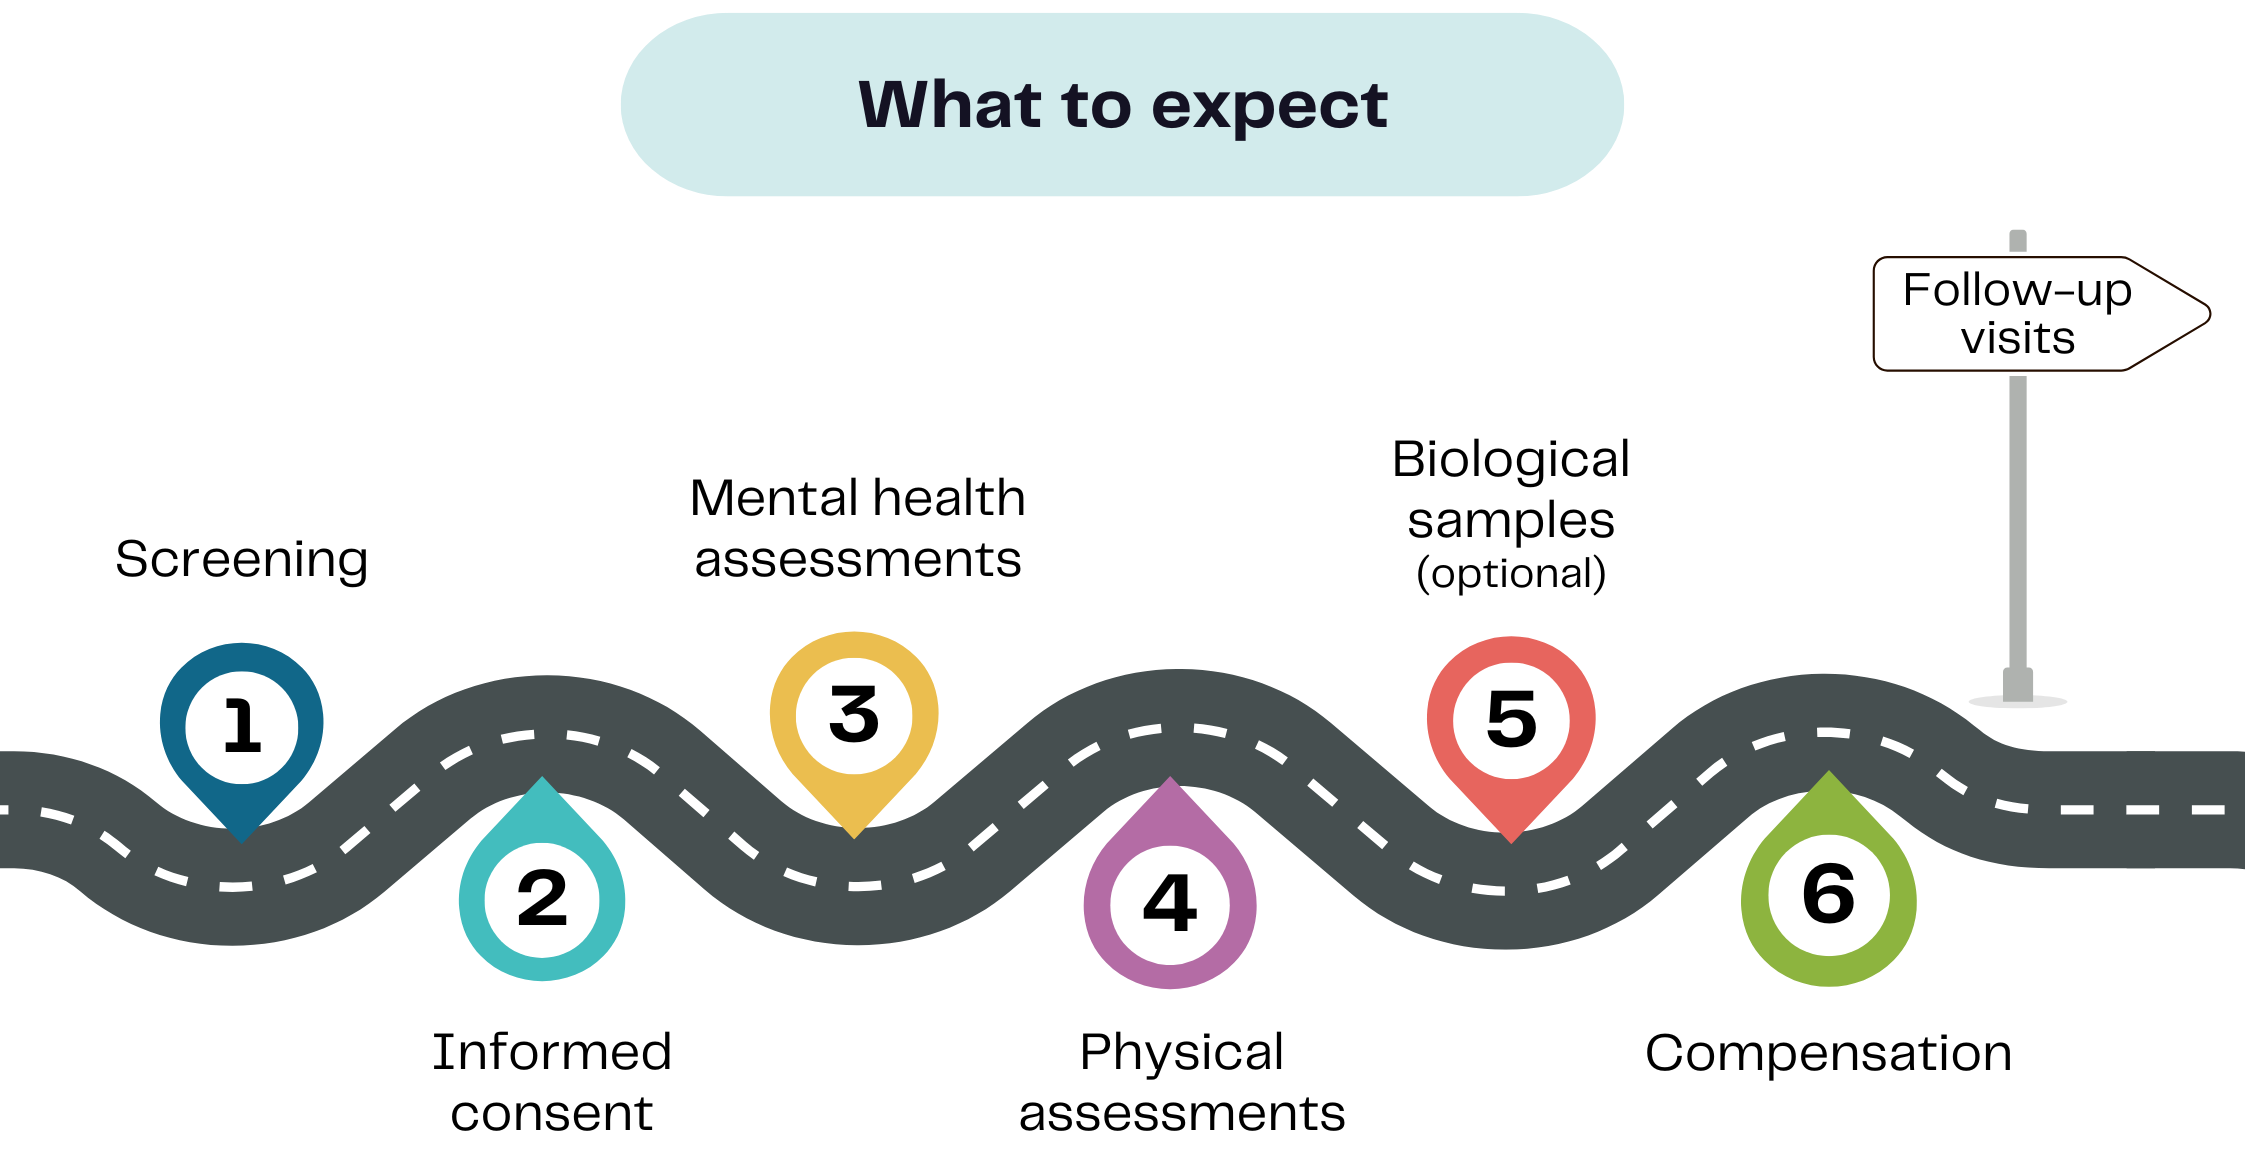 What to expect
Follow-up
visits
1
Screening
2
Informed
consent
3
Mental health
assessments
4
Physical
assessments
5
Biological
samples
(optional)
6
Compensation